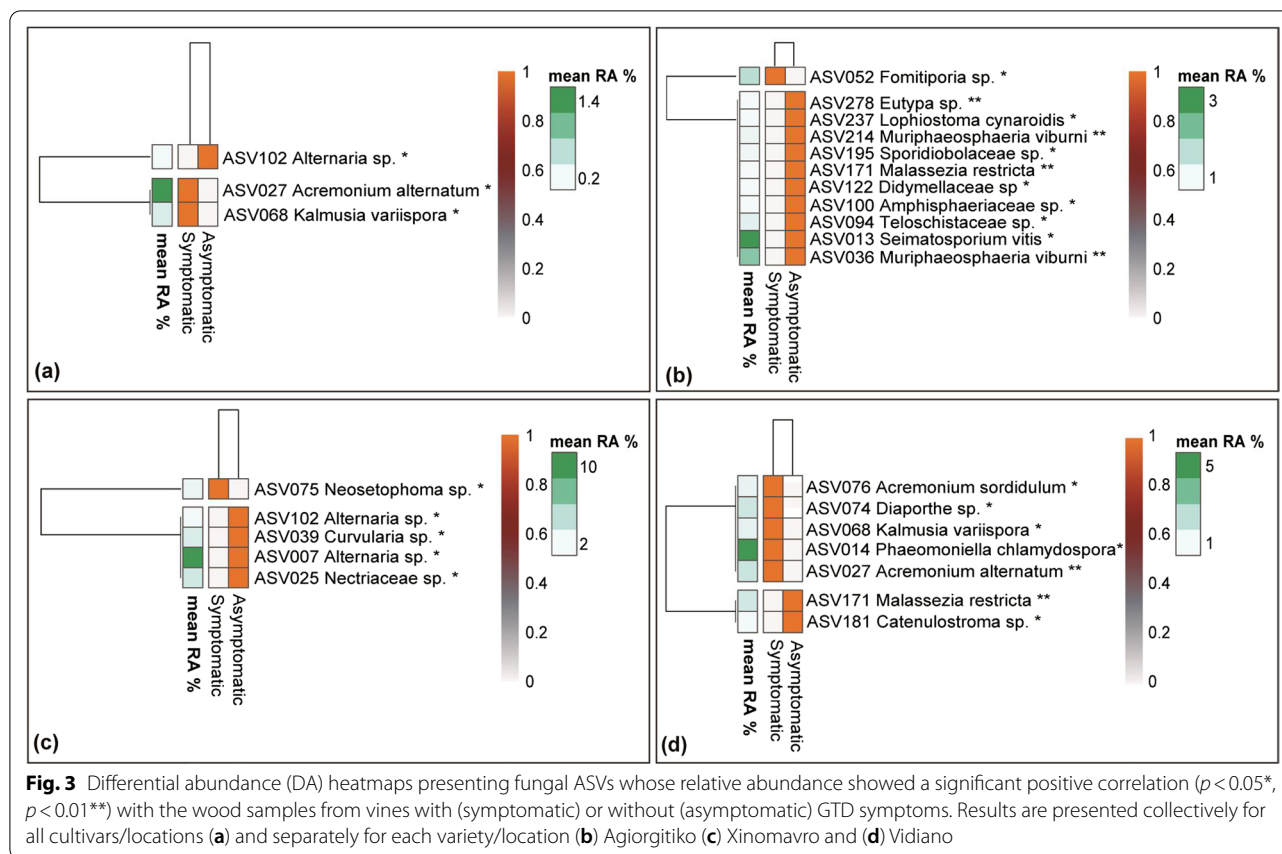 mean RA %
1
1.4
0.8
0.6
0.4
0.2
0
0.2
ASV102 Alternaria sp. *
ASV027 Acremonium alternatum *
ASV068 Kalmusia variispora *
mean RA %
Symptomatic
Asymptomatic
(a)
mean RA %
1
3
0.8
0.6
0.4
0.2
0
1
ASV052 Fomitiporia sp. *
ASV278 Eutypa sp. **
ASV237 Lophiostoma cynaroidis *
ASV214 Muriphaeosphaeria viburni **
ASV195 Sporidiobolaceae sp. *
ASV171 Malassezia restricta **
ASV122 Didymellaceae sp *
ASV100 Amphisphaeriaceae sp. *
ASV094 Teloschistaceae sp. *
ASV013 Seimatosporium vitis *
ASV036 Muriphaeosphaeria viburni **
mean RA %
Symptomatic
Asymptomatic
(b)
mean RA %
1
10
0.8
0.6
0.4
0.2
0
2
ASV075 Neosetophoma sp. *
ASV102 Alternaria sp. *
ASV039 Curvularia sp. *
ASV007 Alternaria sp. *
ASV025 Nectriaceae sp. *
mean RA %
Symptomatic
Asymptomatic
(c)
mean RA %
1
5
0.8
0.6
0.4
0.2
0
1
ASV076 Acremonium sordidulum *
ASV074 Diaporthe sp. *
ASV068 Kalmusia variispora *
ASV014 Phaeomoniella chlamydospora*
ASV027 Acremonium alternatum **
ASV171 Malassezia restricta **
ASV181 Catenulostroma sp. *
mean RA %
Symptomatic
Asymptomatic
(d)
Fig. 3 Differential abundance (DA) heatmaps presenting fungal ASVs whose relative abundance showed a significant positive correlation (p < 0.05*,
p < 0.01**) with the wood samples from vines with (symptomatic) or without (asymptomatic) GTD symptoms. Results are presented collectively for
all cultivars/locations (a) and separately for each variety/location (b) Agiorgitiko (c) Xinomavro and (d) Vidiano